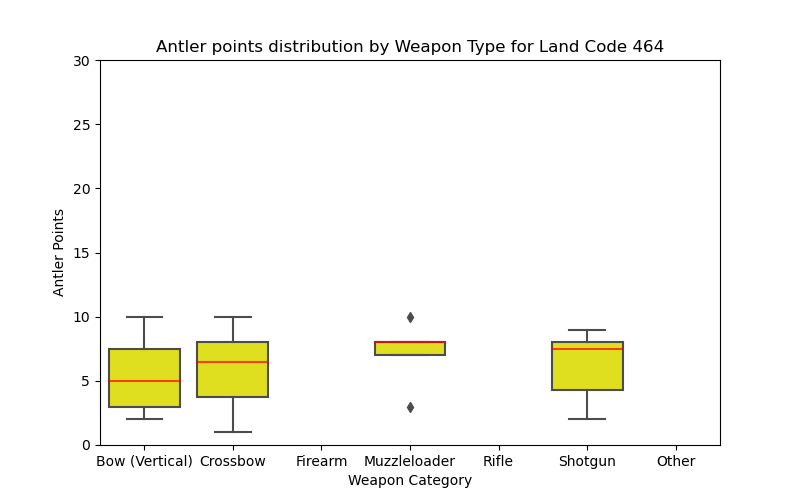 Antler points distribution by Weapon Type for Land Code 464
30
25
20
15
10
5
0
Antler Points
Bow (Vertical) Crossbow Firearm Muzzleloader Rifle Shotgun Other
Weapon Category